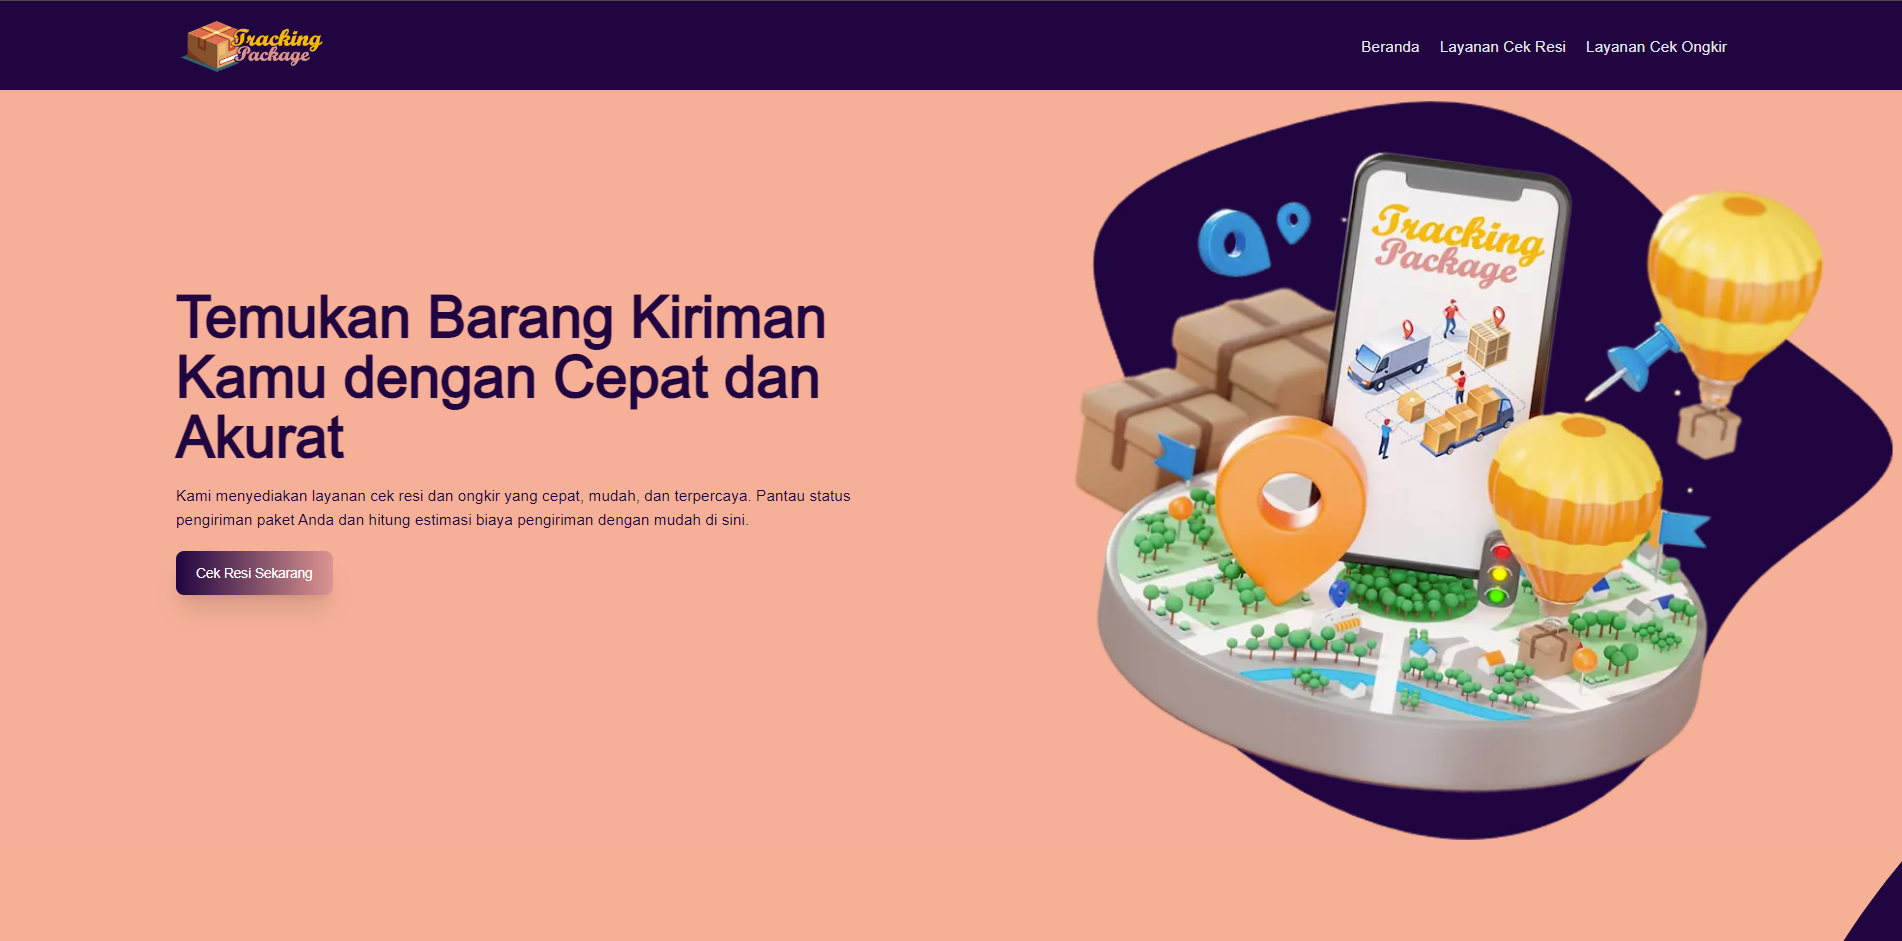 Tracking
Package
Beranda
Layanan Cek Resi
Layanan Cek Ongkir
Temukan Barang Kiriman
Kamu dengan Cepat dan
Akurat
Kami menyediakan layanan cek resi dan ongkir yang cepat, mudah, dan terpercaya. Pantau status
pengiriman paket Anda dan hitung estimasi biaya pengiriman dengan mudah di sini.
Cek Resi Sekarang
Tracking
Package